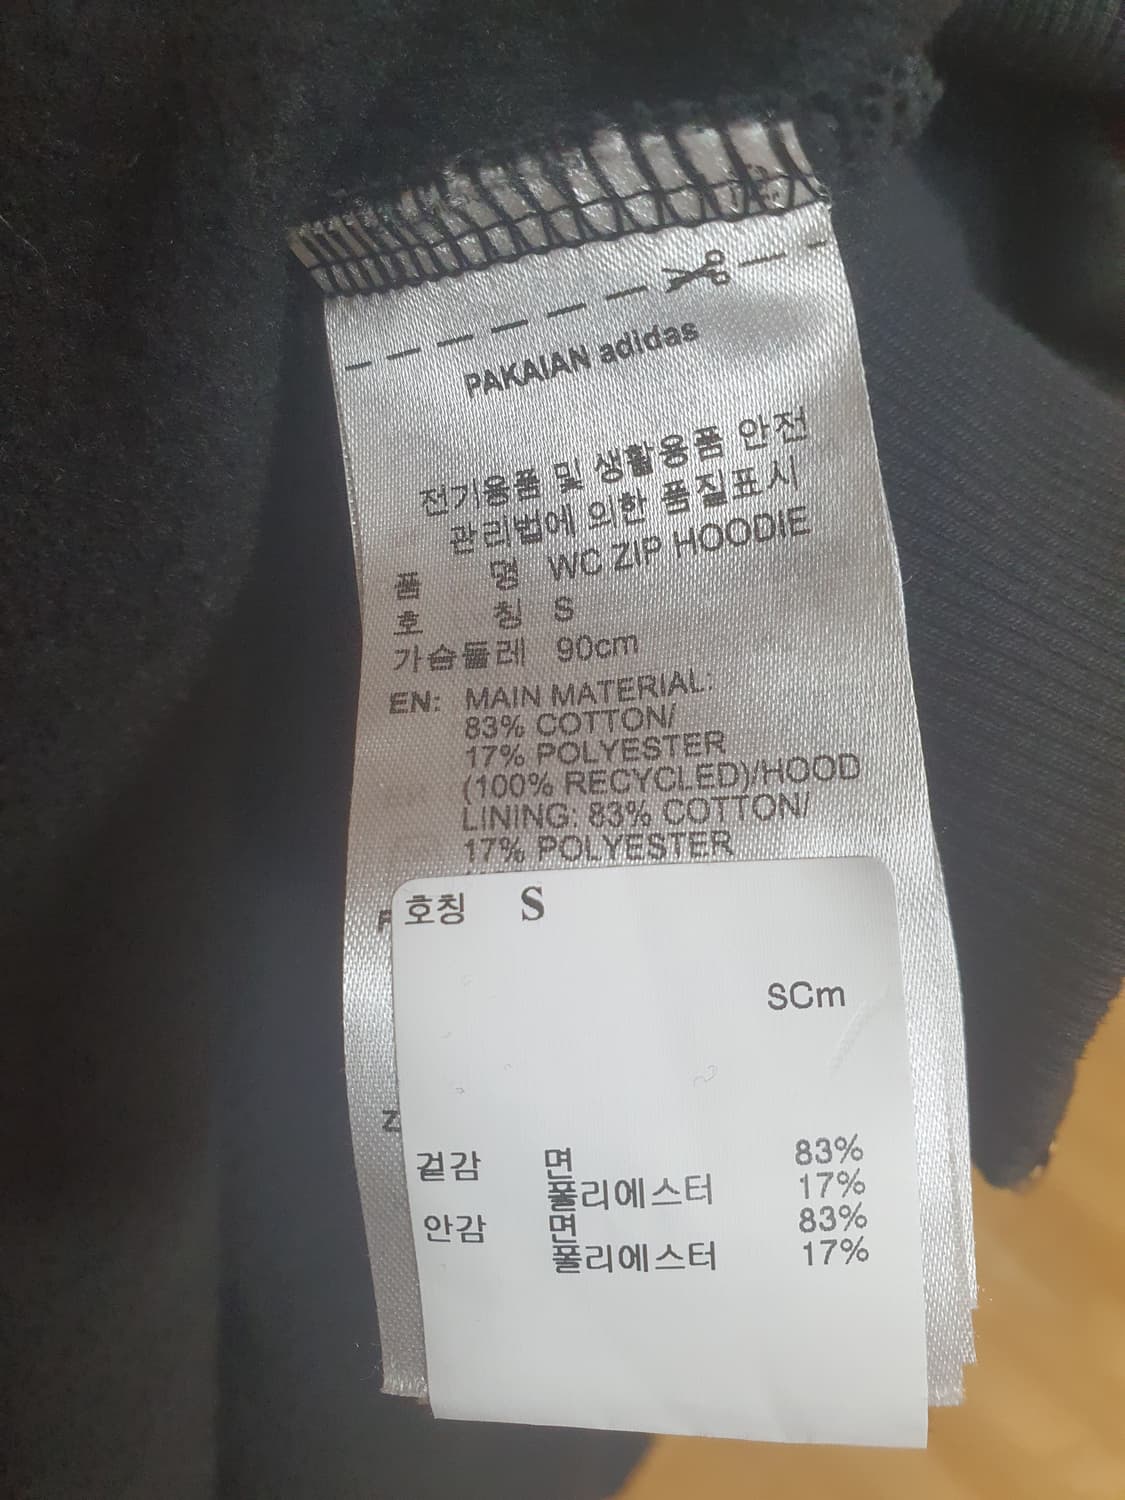 PAKAIAN adidas
전기용품 및 생활용품 안전
관리법에 의한 품질표시
품 명 WC ZIP HOODIE
호 칭 S
가슴둘레 90cm
EN: MAIN MATERIAL:
83% COTTON/
17% POLYESTER
(100% RECYCLED)/HOOD
LINING: 83% COTTON/
17% POLYESTER
호칭 S
SCm
겉감 면 83%
폴리에스터 17%
안감 면 83%
폴리에스터 17%